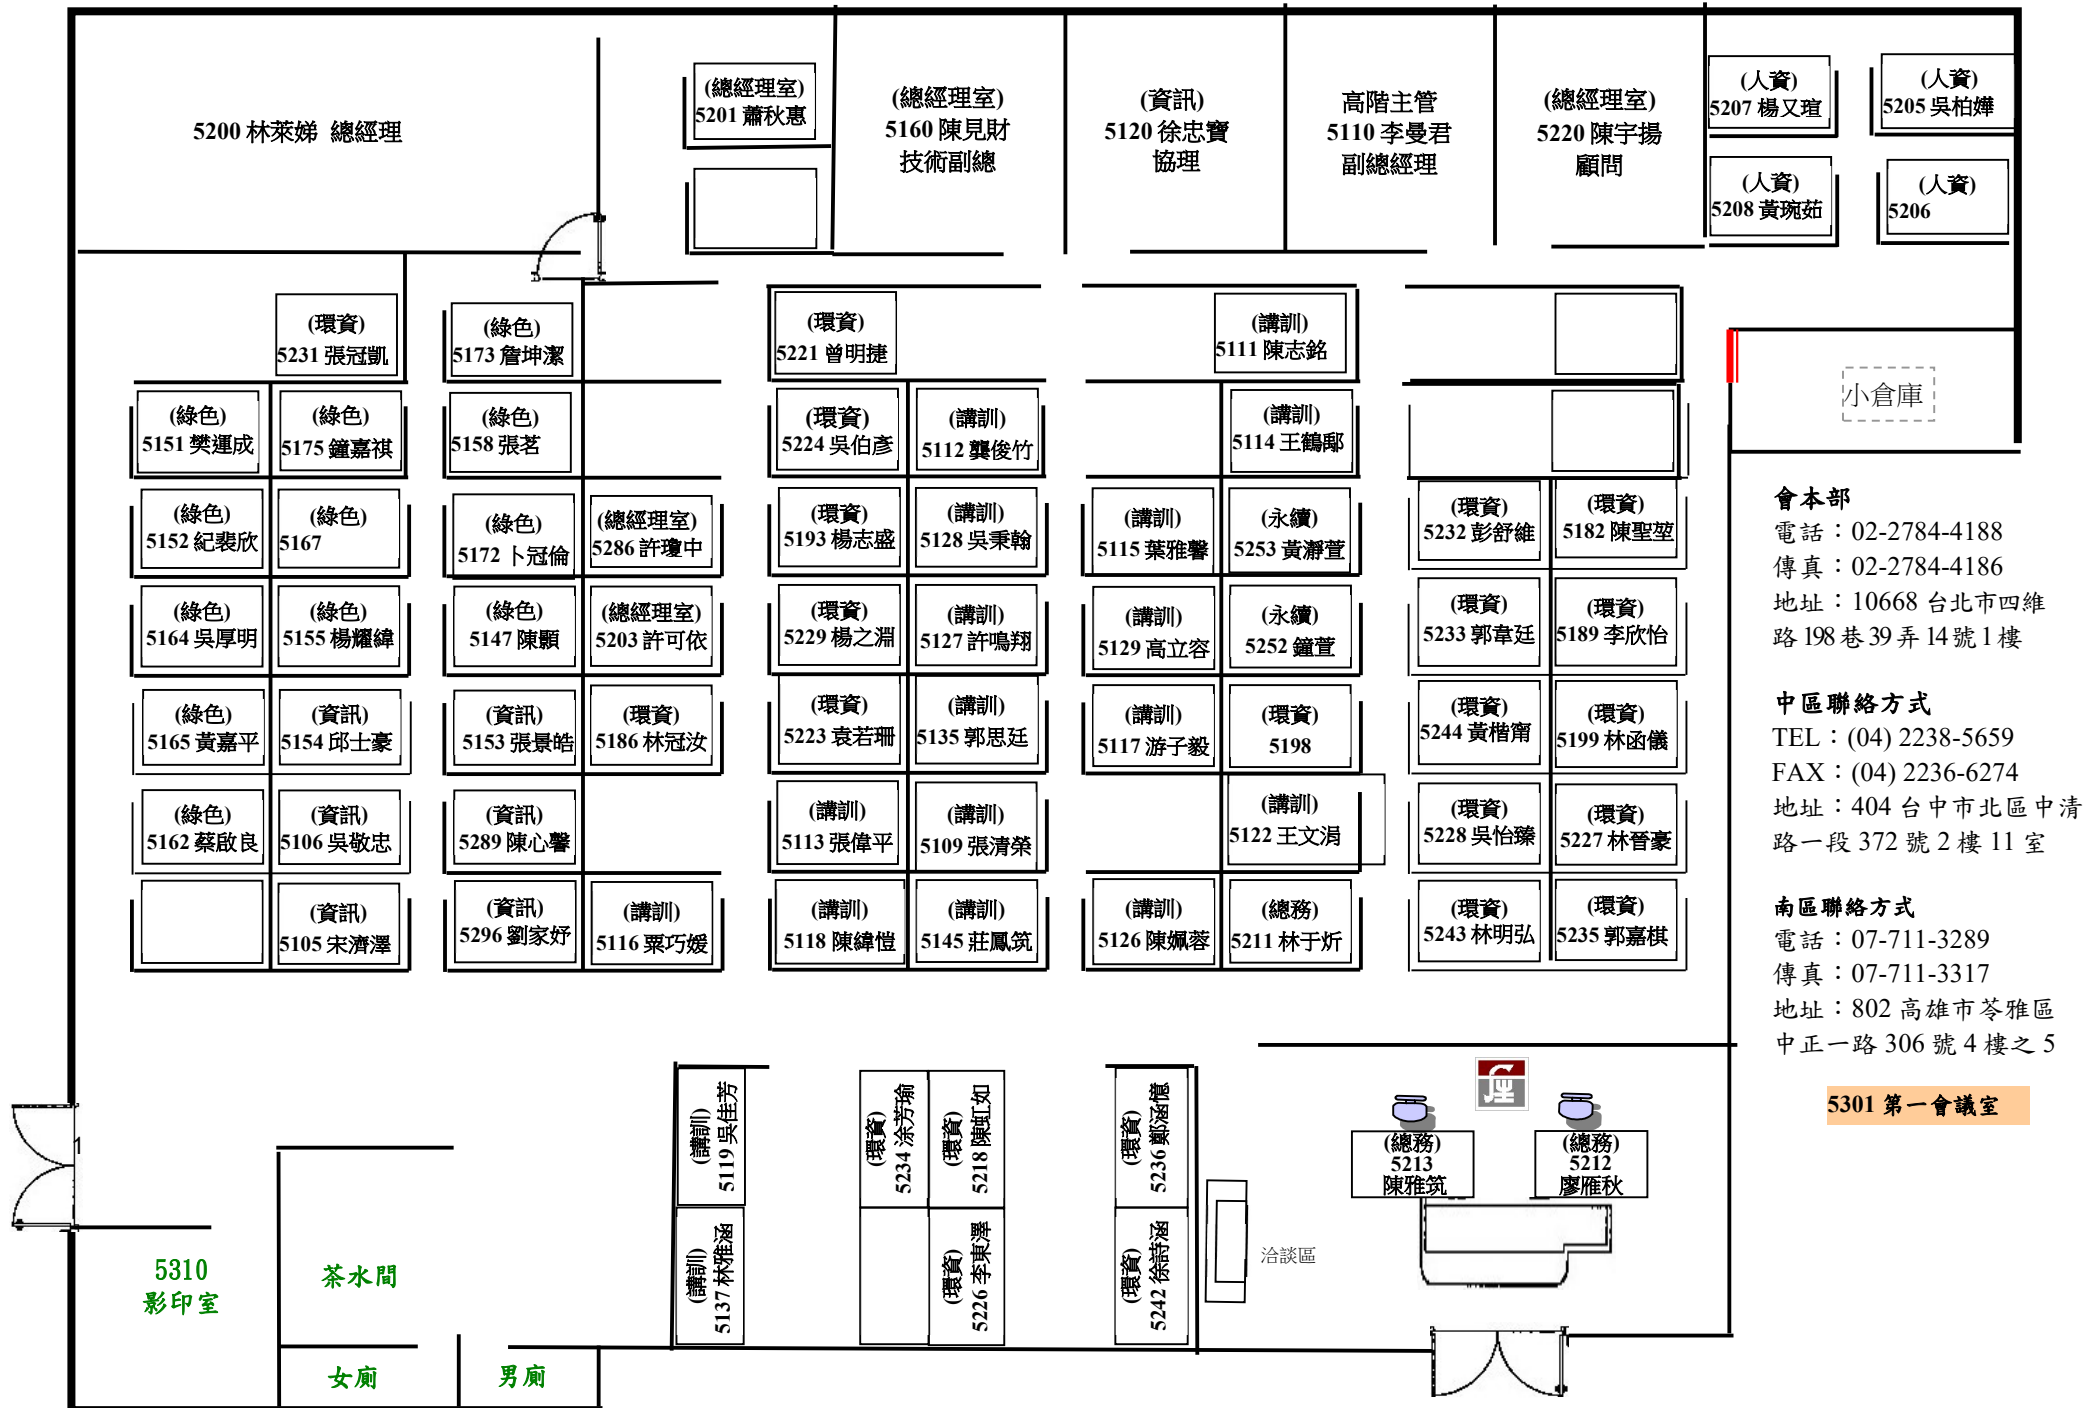 5200 林萊娣 總經理
(總經理室)
5201 蕭秋惠
(總經理室)
5160 陳見財
技術副總
(資訊)
5120 徐忠寶
協理
高階主管
5110 李曼君
副總經理
(總經理室)
5220 陳宇揚
顧問
(人資)
5207 楊又瑄
(人資)
5205 吳柏嬅
(人資)
5208 黃琬茹
(人資)
5206
(環資)
5231 張冠凱
(綠色)
5173 詹坤潔
(環資)
5221 曾明捷
(講訓)
5111 陳志銘
小倉庫
(綠色)
5151 樊運成
(綠色)
5175 鐘嘉祺
(綠色)
5158 張茗
(環資)
5224 吳伯彥
(講訓)
5112 龔俊竹
(講訓)
5114 王鶴鄢
(綠色)
5152 紀裴欣
(綠色)
5167
(綠色)
5172 卜冠倫
(總經理室)
5286 許瓊中
(環資)
5193 楊志盛
(講訓)
5128 吳秉翰
(講訓)
5115 葉雅馨
(永續)
5253 黃瀞萱
(環資)
5232 彭舒維
(環資)
5182 陳聖堃
(綠色)
5164 吳厚明
(綠色)
5155 楊耀緯
(綠色)
5147 陳顥
(總經理室)
5203 許可依
(環資)
5229 楊之淵
(講訓)
5127 許鳴翔
(講訓)
5129 高立容
(永續)
5252 鐘萱
(環資)
5233 郭韋廷
(環資)
5189 李欣怡
(綠色)
5165 黃嘉平
(資訊)
5154 邱士豪
(資訊)
5153 張景皓
(環資)
5186 林冠汝
(環資)
5223 袁若珊
(講訓)
5135 郭思廷
(講訓)
5117 游子毅
(環資)
5198
(環資)
5244 黃楷甯
(環資)
5199 林函儀
(綠色)
5162 蔡啟良
(資訊)
5106 吳敬忠
(資訊)
5289 陳心馨
(講訓)
5113 張偉平
(講訓)
5109 張清榮
(講訓)
5122 王文涓
(環資)
5228 吳怡臻
(環資)
5227 林晉豪
(資訊)
5105 宋濟澤
(資訊)
5296 劉家妤
(講訓)
5116 粟巧媛
(講訓)
5118 陳緯愷
(講訓)
5145 莊鳳筑
(講訓)
5126 陳姵蓉
(總務)
5211 林于炘
(環資)
5243 林明弘
(環資)
5235 郭嘉棋
會本部
電話：02-2784-4188
傳真：02-2784-4186
地址：10668 台北市四維
路 198 巷 39 弄 14 號 1 樓
中區聯絡方式
TEL：(04) 2238-5659
FAX：(04) 2236-6274
地址：404 台中市北區中清
路一段 372 號 2 樓 11 室
南區聯絡方式
電話：07-711-3289
傳真：07-711-3317
地址：802 高雄市苓雅區
中正一路 306 號 4 樓之 5
5301 第一會議室
(講訓)
5119 吳佳芳
(環資)
5234 涂芳瑜
(環資)
5218 陳虹如
(環資)
5236 鄭涵憶
(講訓)
5137 林雅涵
(環資)
5226 李東澤
(環資)
5242 徐詩涵
(總務)
5213
陳雅筑
(總務)
5212
廖雁秋
洽談區
1
5310
影印室
茶水間
女廁
男廁